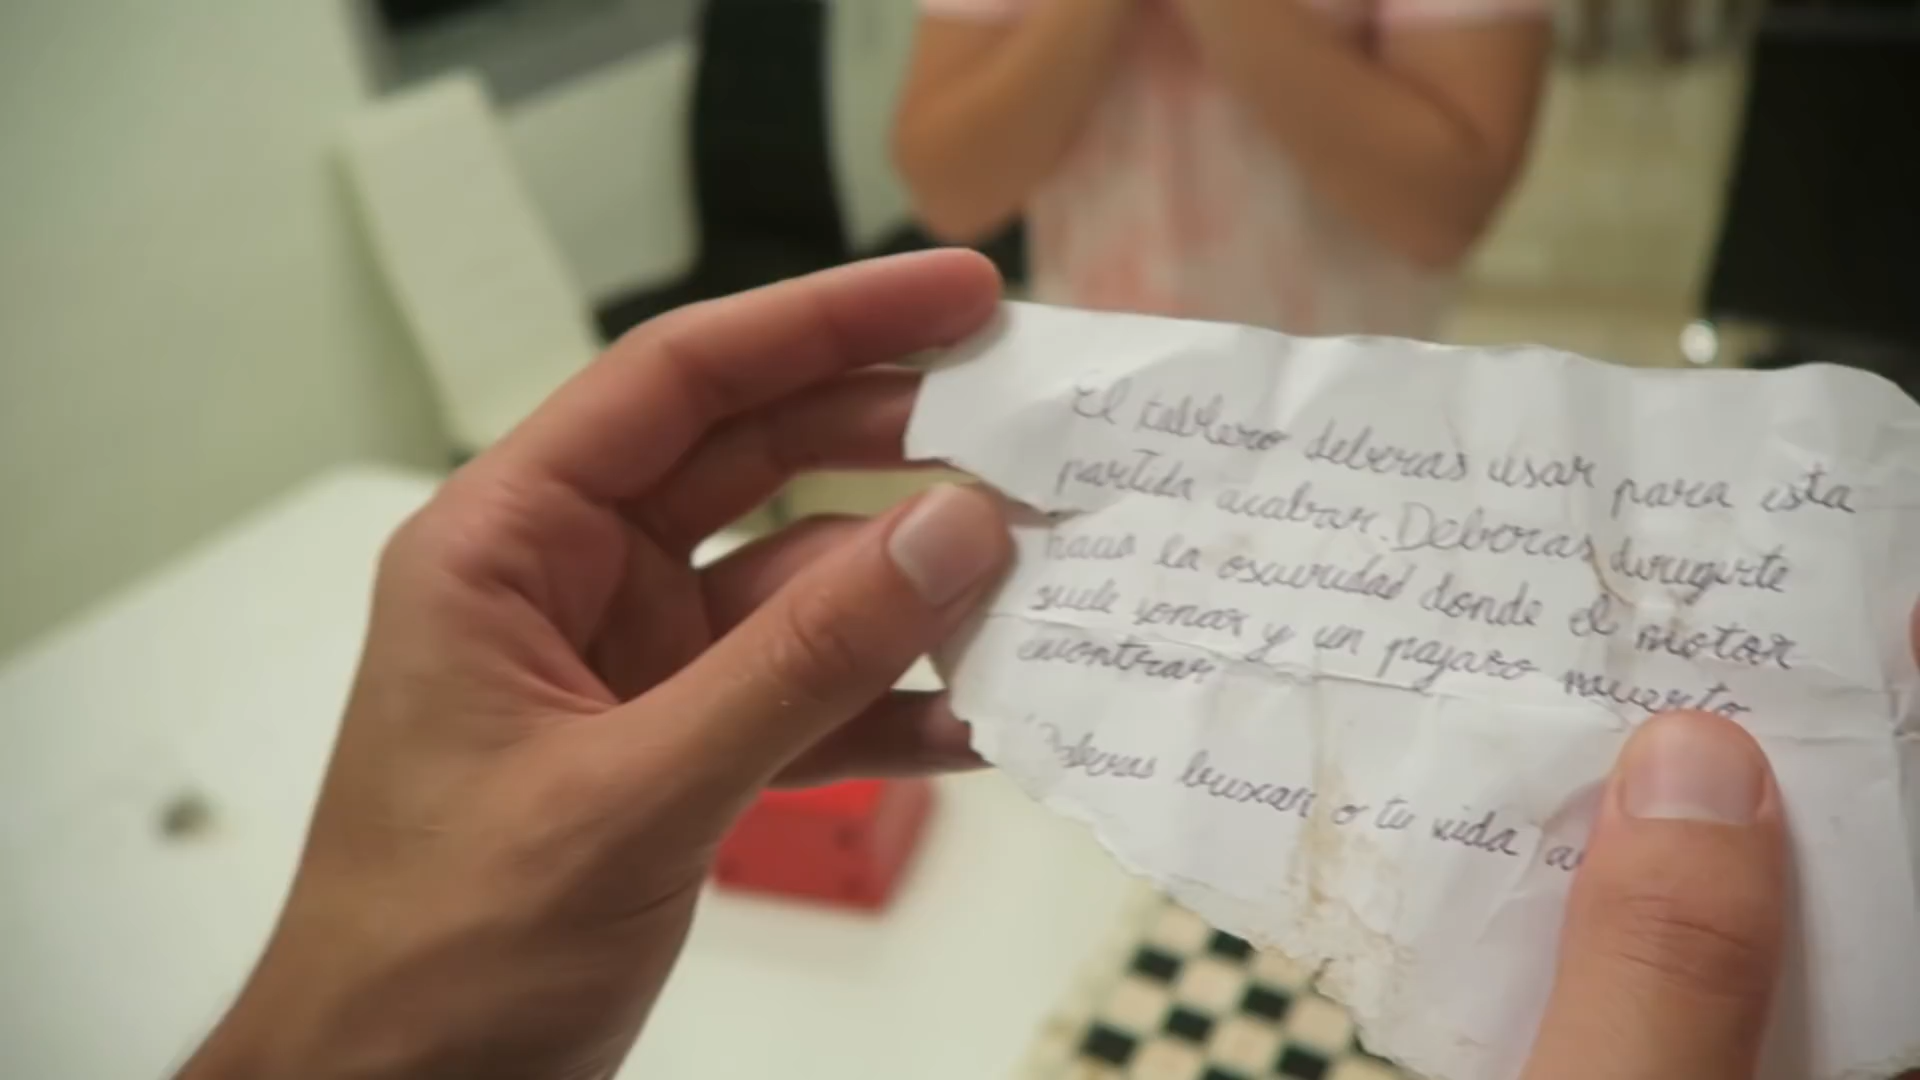 El tablero deberas usar para esta
partida acabar. Deberas dirigirte
hacia la oscuridad donde el motor
suele sonar y un pajaro muerto
encontrar
Deberas buscar o tu vida